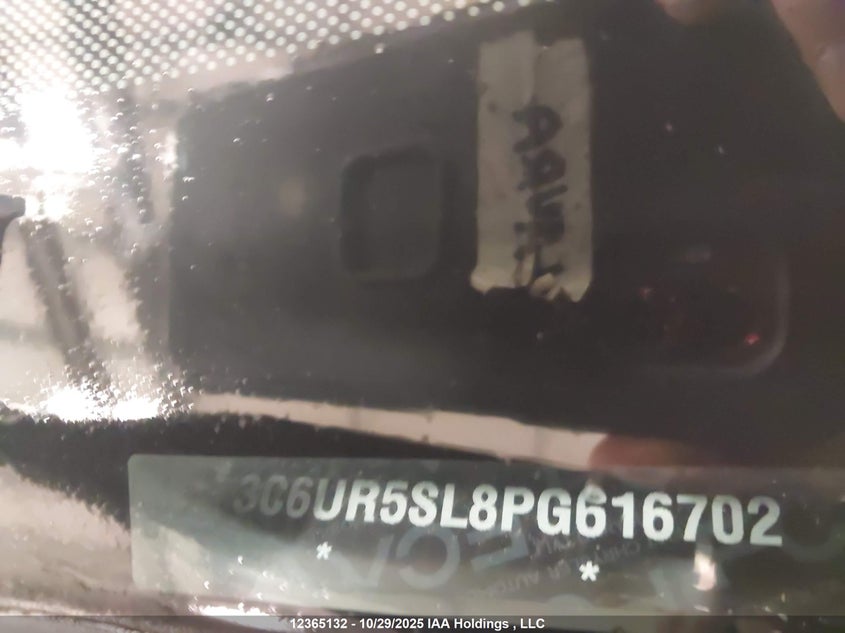 3C6UR5SL8PG616702
* *
12365132 - 10/29/2025 IAA Holdings , LLC